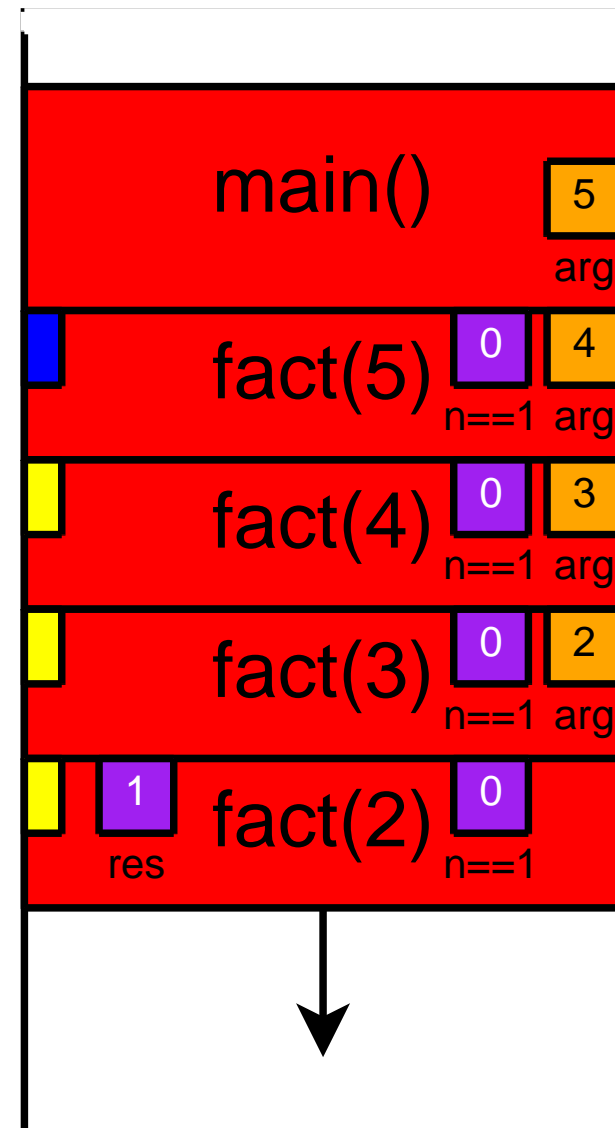 main() 5
arg
fact(5) 0 4
n==1 arg
fact(4) 0 3
n==1 arg
fact(3) 0 2
n==1 arg
1 fact(2) 0
res n==1